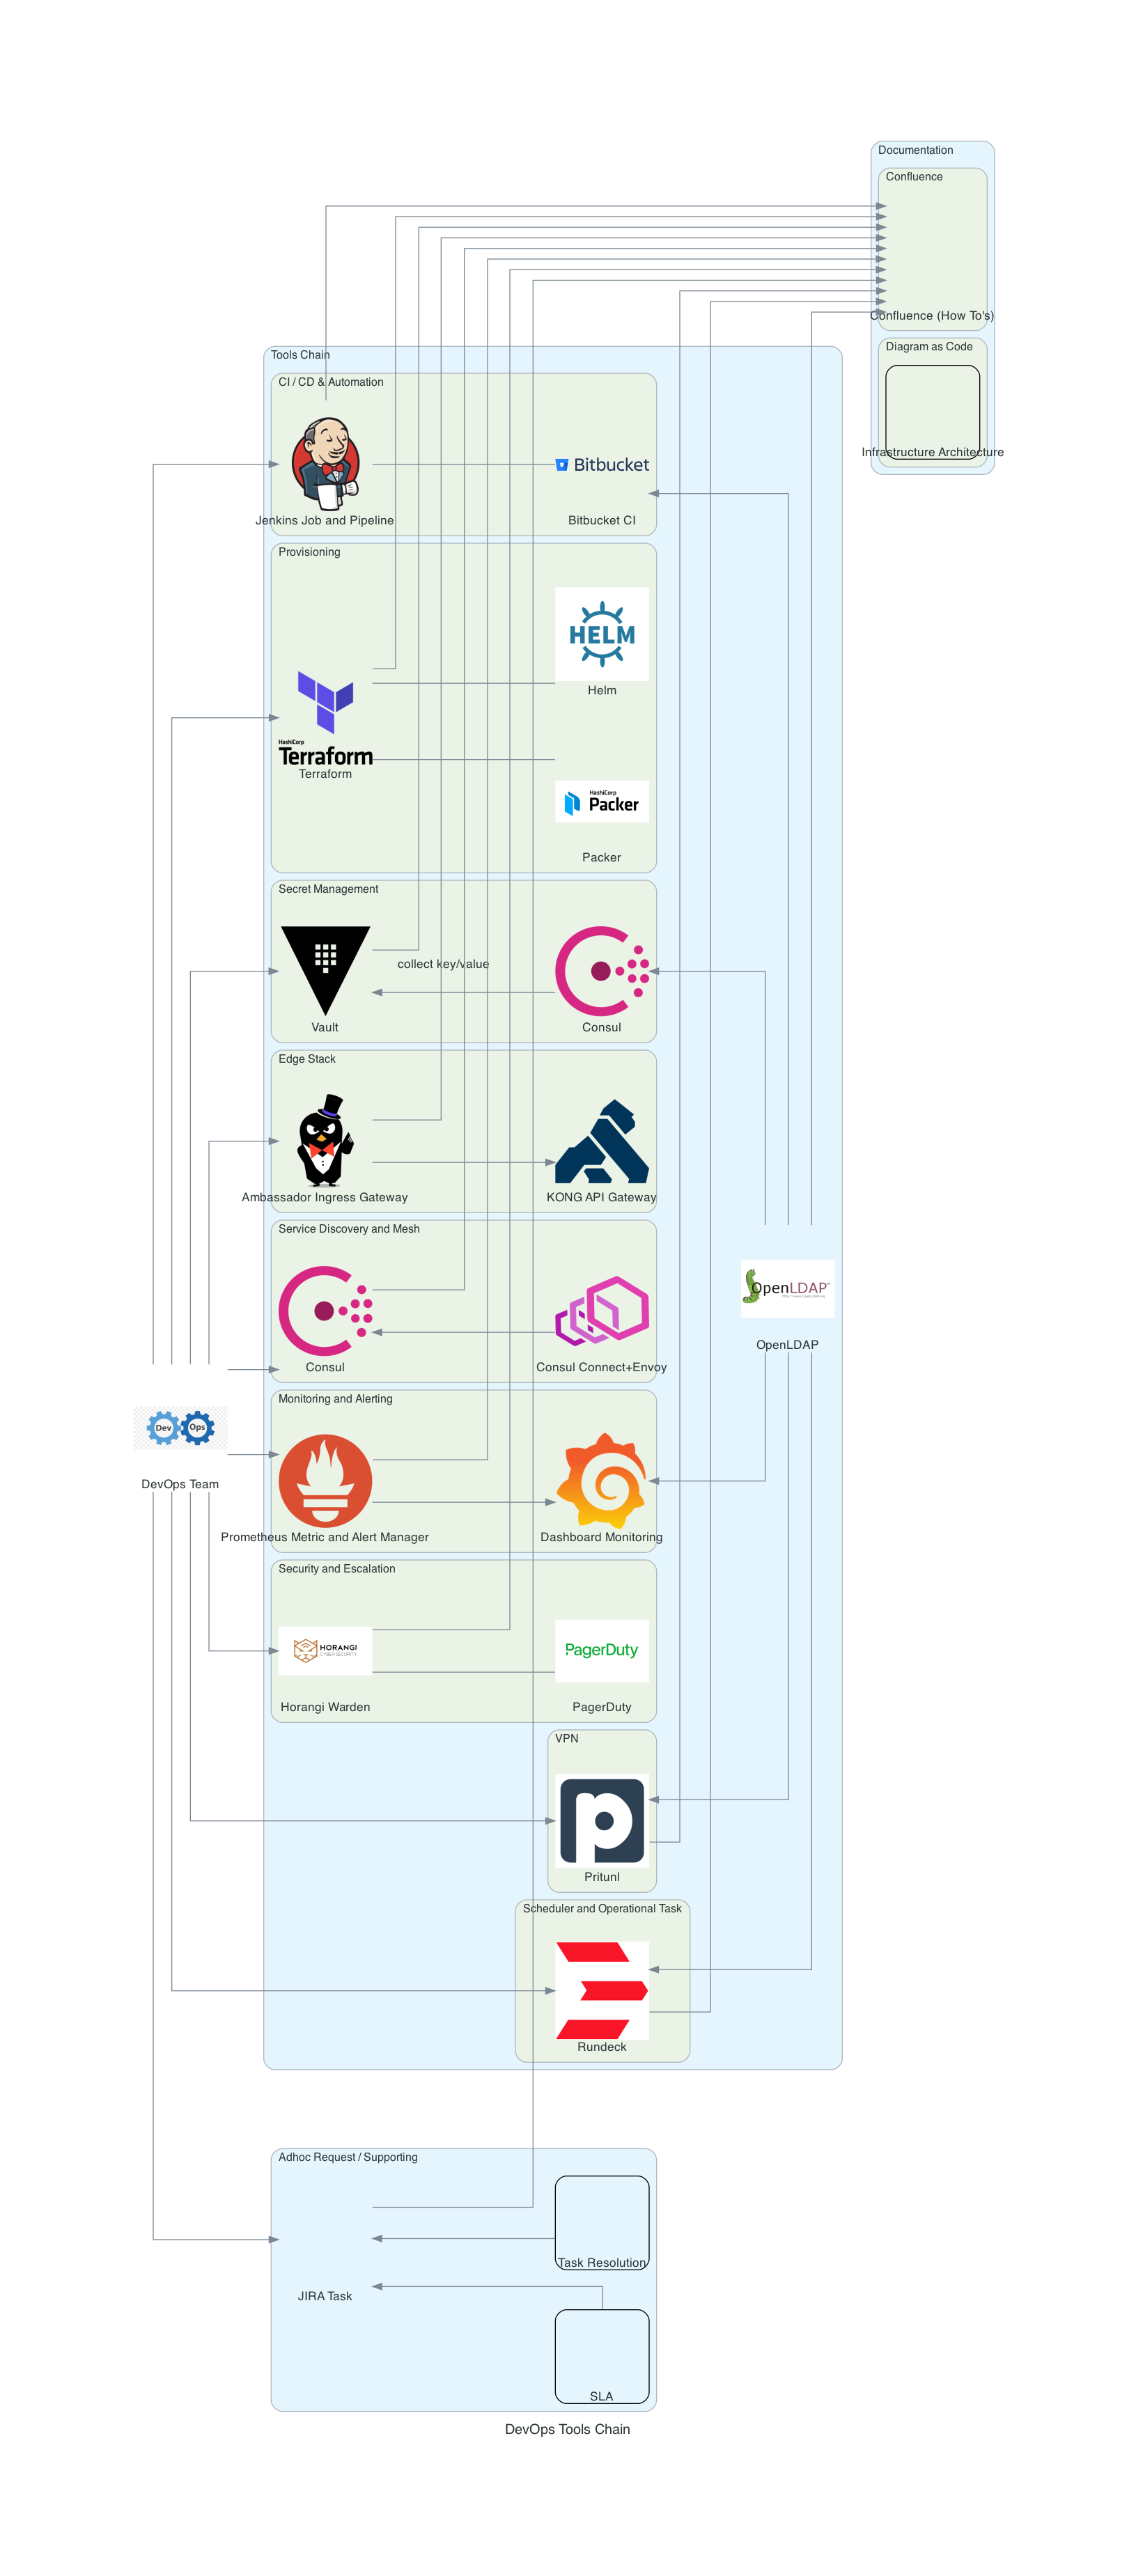 Documentation
Confluence
Confluence (How To's)
Diagram as Code
Infrastructure Architecture
Tools Chain
CI / CD & Automation
Bitbucket
Jenkins Job and Pipeline
Bitbucket CI
Provisioning
HELM
Helm
HashiCorp
Terraform
Terraform
HashiCorp
Packer
Packer
Secret Management
collect key/value
Vault
Consul
Edge Stack
Ambassador Ingress Gateway
KONG API Gateway
Service Discovery and Mesh
Consul
Consul Connect+Envoy
OpenLDAP
OpenLDAP
Dev Ops
DevOps Team
Monitoring and Alerting
Prometheus Metric and Alert Manager
Dashboard Monitoring
Security and Escalation
HORANGI
CYBER SECURITY
PagerDuty
Horangi Warden
PagerDuty
VPN
Pritunl
Scheduler and Operational Task
Rundeck
Adhoc Request / Supporting
Task Resolution
JIRA Task
SLA
DevOps Tools Chain